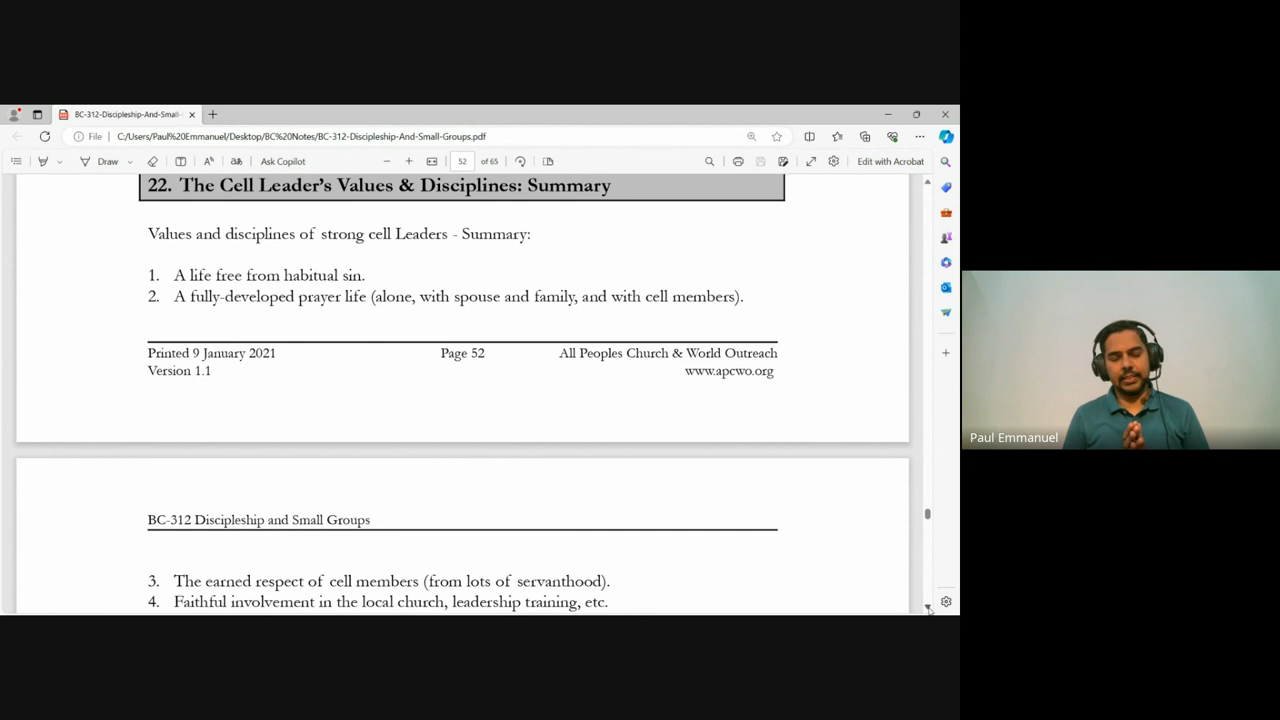 BC-312-Discipleship-And-Small-
File
C:/Users/Paul%20Emmanuel/Desktop/BC%20Notes/BC-312-Discipleship-And-Small-Groups.pdf
Draw
Ask Copilot
52 of 65
Edit with Acrobat
22. The Cell Leader's Values & Disciplines: Summary
Values and disciplines of strong cell Leaders - Summary:
1. A life free from habitual sin.
2. A fully-developed prayer life (alone, with spouse and family, and with cell members).
Printed 9 January 2021 Page 52 All Peoples Church & World Outreach
Version 1.1 www.apcwo.org
BC-312 Discipleship and Small Groups
3. The earned respect of cell members (from lots of servanthood).
4. Faithful involvement in the local church, leadership training, etc.
Paul Emmanuel